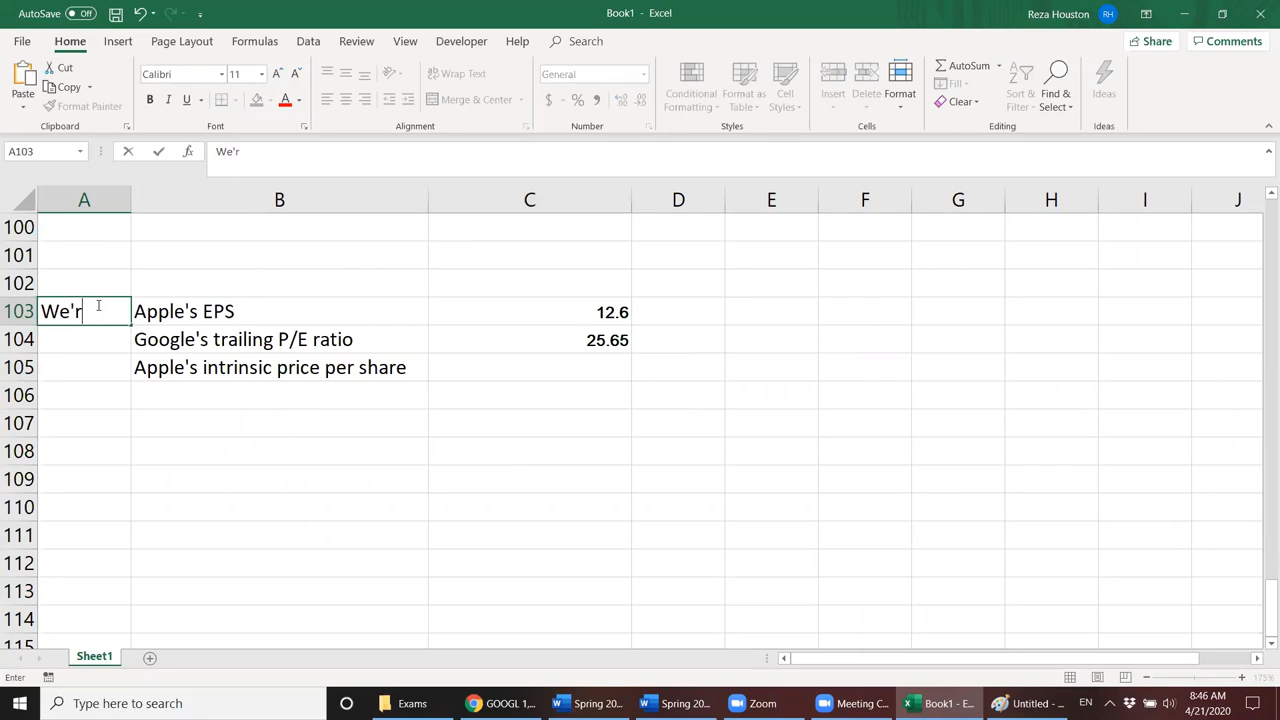 AutoSave Off Book1 - Excel Reza Houston RH
File Home Insert Page Layout Formulas Data Review View Developer Help Search Share Comments
Paste Cut Copy Format Painter Clipboard
Calibri 11 B I U Font
Wrap Text Merge & Center Alignment
General $ % Number
Conditional Formatting Format as Table Cell Styles Styles
Insert Delete Format Cells
AutoSum Fill Clear Sort & Filter Find & Select Editing
Ideas Ideas
A103 fx We'r
A B C D E F G H I J
100
101
102
103 We'r Apple's EPS 12.6
104 Google's trailing P/E ratio 25.65
105 Apple's intrinsic price per share
106
107
108
109
110
111
112
113
114
115
Sheet1
Enter 175%
Type here to search Exams GOOGL 1,... Spring 20... Spring 20... Zoom Meeting C... Book1 - E... Untitled - ... EN 8:46 AM
4/21/2020